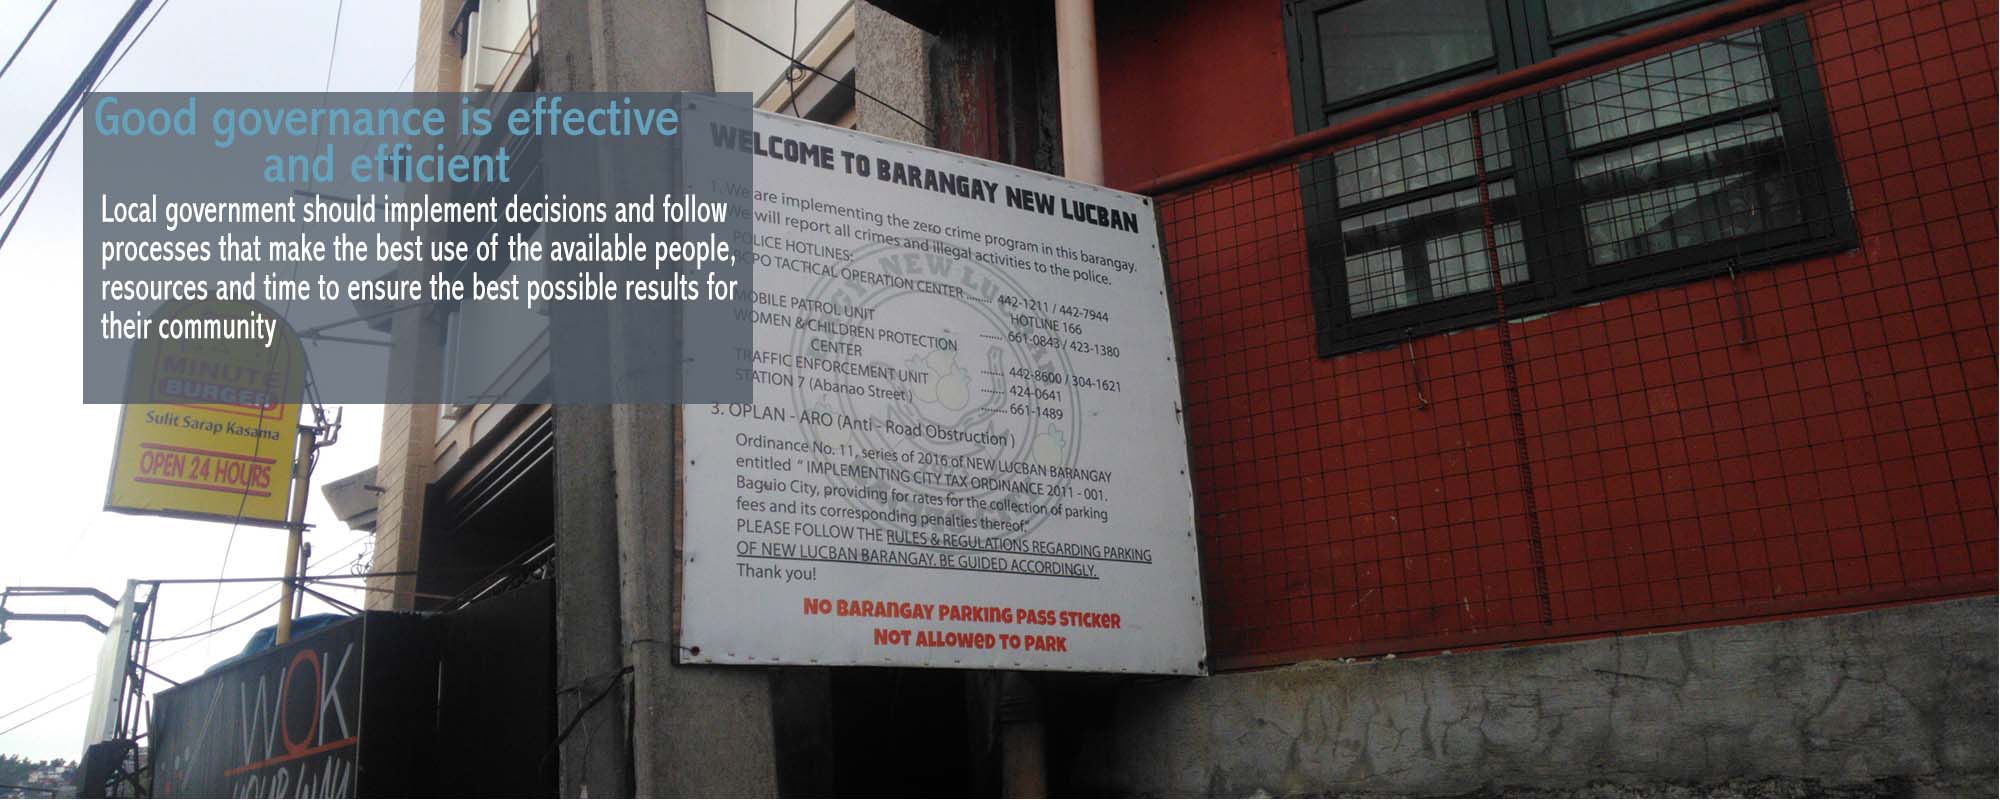 Good governance is effective
and efficient
Local government should implement decisions and follow
processes that make the best use of the available people,
resources and time to ensure the best possible results for
their community
MINUTE
BURGER
Sulit Sarap Kasama
OPEN 24 HOURS
WOK
YOUR WAY
WELCOME TO BARANGAY NEW LUCBAN
1. We are implementing the zero crime program in this barangay.
We will report all crimes and illegal activities to the police.
POLICE HOTLINES:
BCPO TACTICAL OPERATION CENTER ......... 442-1211 / 442-7944
HOTLINE 166
MOBILE PATROL UNIT ........ 661-0843 / 423-1380
WOMEN & CHILDREN PROTECTION
CENTER ....... 442-8600 / 304-1621
TRAFFIC ENFORCEMENT UNIT ....... 424-0641
STATION 7 (Abanao Street) ......... 661-1489
3. OPLAN - ARO (Anti - Road Obstruction)
Ordinance No. 11, series of 2016 of NEW LUCBAN BARANGAY
entitled " IMPLEMENTING CITY TAX ORDINANCE 2011 - 001.
Baguio City, providing for rates for the collection of parking
fees and its corresponding penalties thereof."
PLEASE FOLLOW THE RULES & REGULATIONS REGARDING PARKING
OF NEW LUCBAN BARANGAY. BE GUIDED ACCORDINGLY.
Thank you!
NO BARANGAY PARKING PASS STICKER
NOT ALLOWED TO PARK